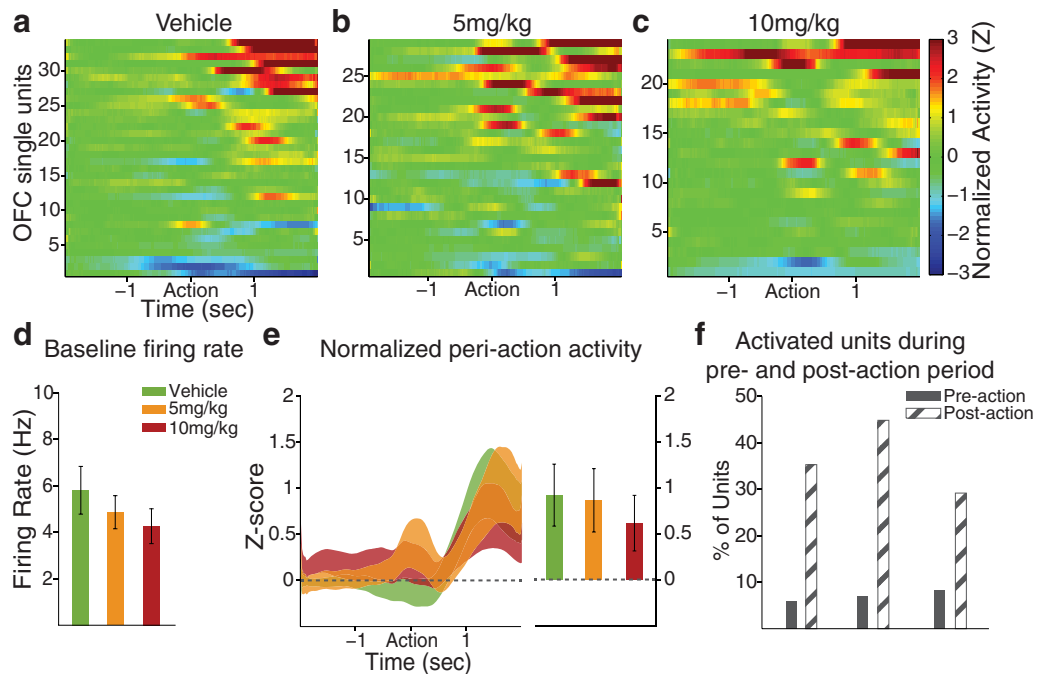 a Vehicle
OFC single units
30
25
20
15
10
5
−1 Action 1
Time (sec)
b 5mg/kg
25
20
15
10
5
−1 Action 1
c 10mg/kg
20
15
10
5
−1 Action 1
3
2
1
0
−1
−2
−3
Normalized Activity (Z)
d Baseline firing rate
Firing Rate (Hz)
10
8
6
4
2
Vehicle
5mg/kg
10mg/kg
e Normalized peri-action activity
Z-score
2
1.5
1
0.5
0
−1 Action 1
Time (sec)
2
1.5
1
0.5
0
f Activated units during
pre- and post-action period
% of Units
50
40
30
20
10
Pre-action
Post-action